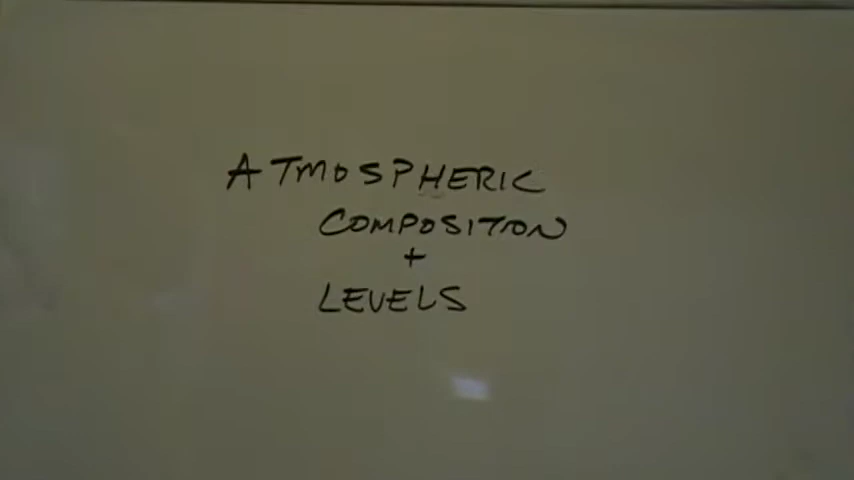 ATMOSPHERIC
COMPOSITION
+
LEVELS